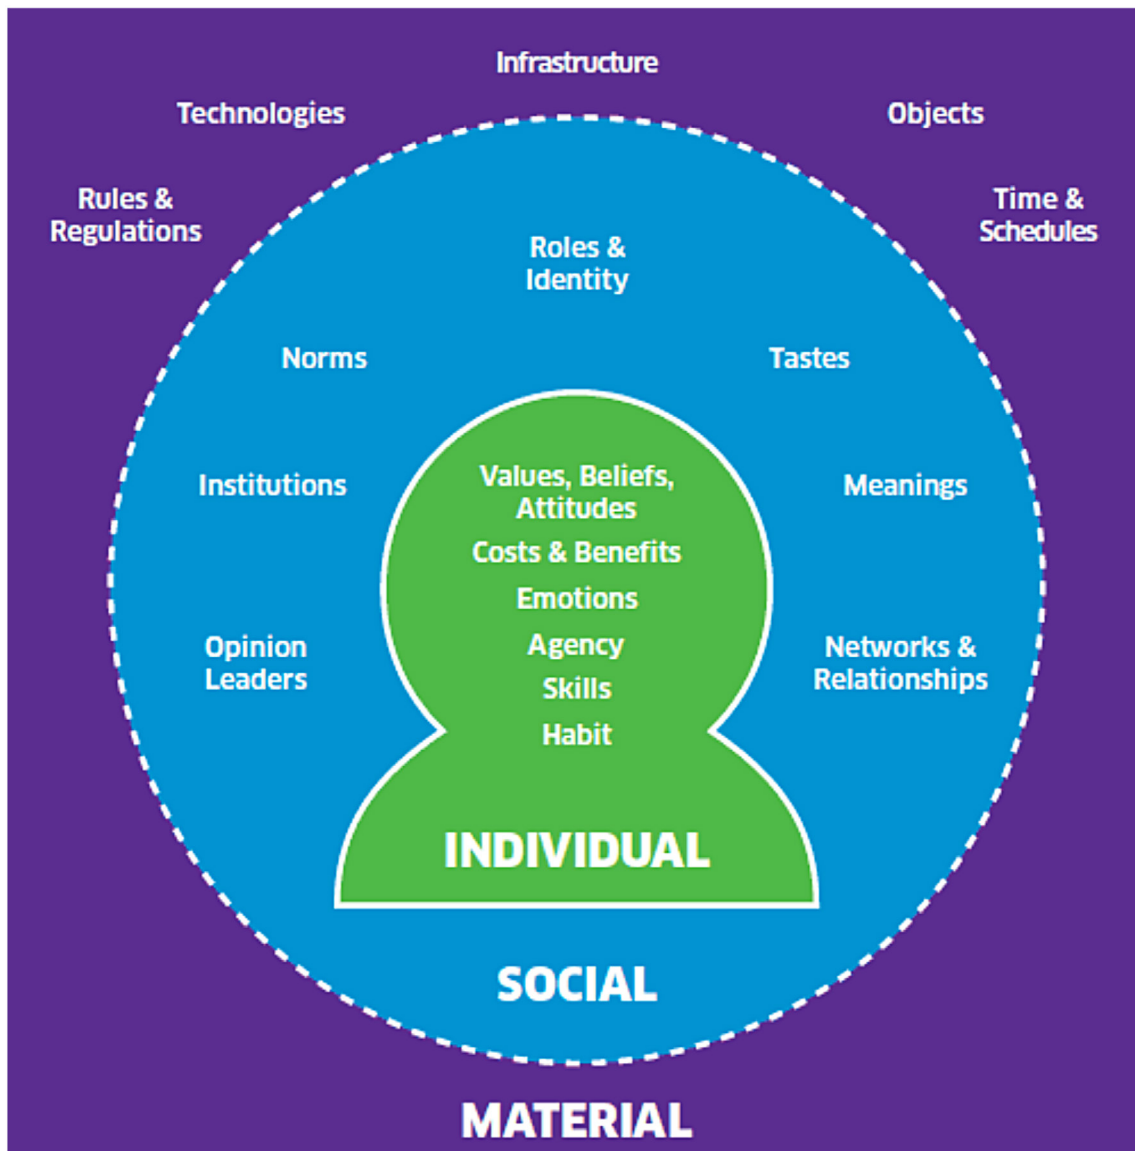 Infrastructure
Technologies
Objects
Rules &
Regulations
Time &
Schedules
Roles &
Identity
Norms
Tastes
Institutions
Meanings
Values, Beliefs,
Attitudes
Costs & Benefits
Emotions
Agency
Skills
Habit
Opinion
Leaders
Networks &
Relationships
INDIVIDUAL
SOCIAL
MATERIAL